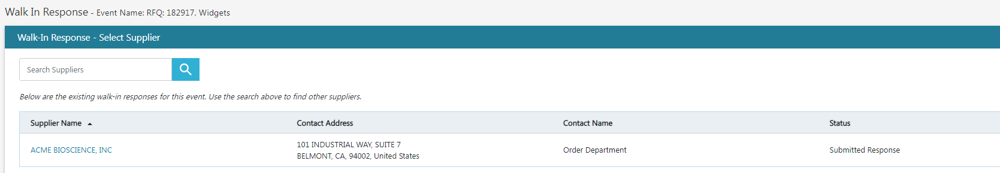 Walk In Response - Event Name: RFQ: 182917, Widgets
Walk-In Response - Select Supplier
Search Suppliers
Below are the existing walk-in responses for this event. Use the search above to find other suppliers.
Supplier Name Contact Address Contact Name Status
ACME BIOSCIENCE, INC 101 INDUSTRIAL WAY, SUITE 7 Order Department Submitted Response
BELMONT, CA, 94002, United States